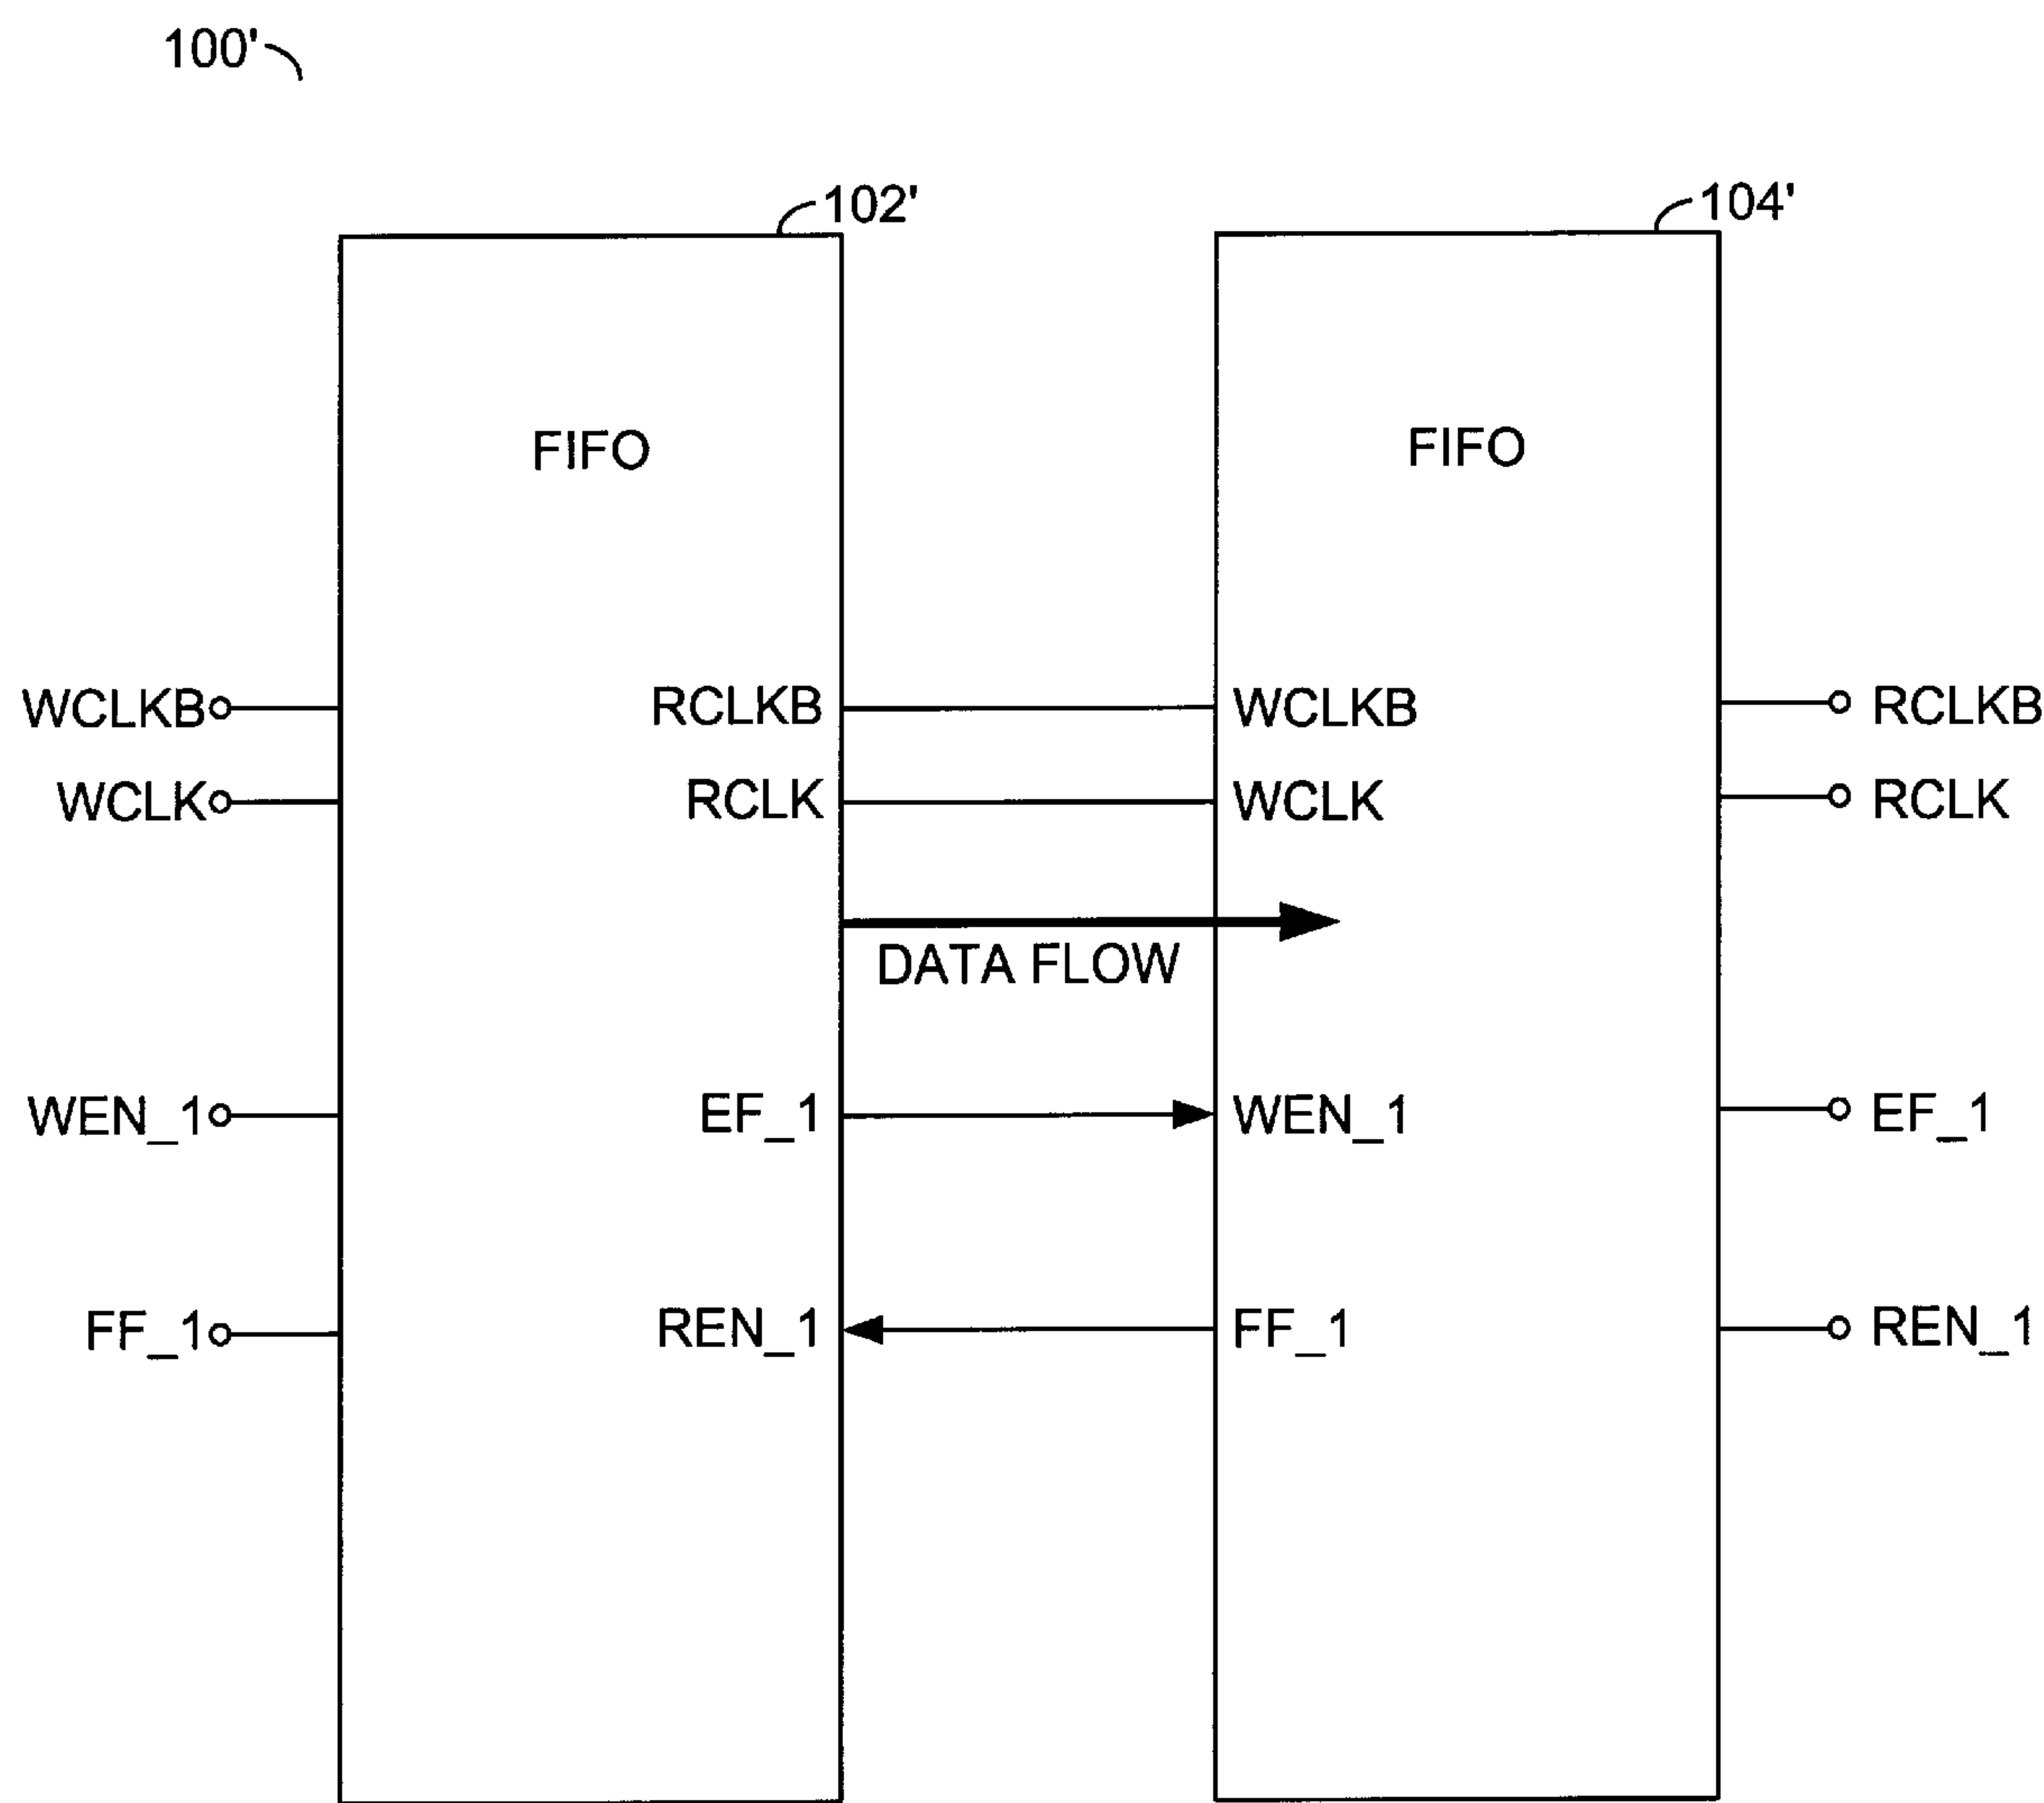 100'
102'
104'
FIFO
FIFO
WCLKB
RCLKB
WCLKB
RCLKB
WCLK
RCLK
WCLK
RCLK
DATA FLOW
WEN_1
EF_1
WEN_1
EF_1
FF_1
REN_1
FF_1
REN_1